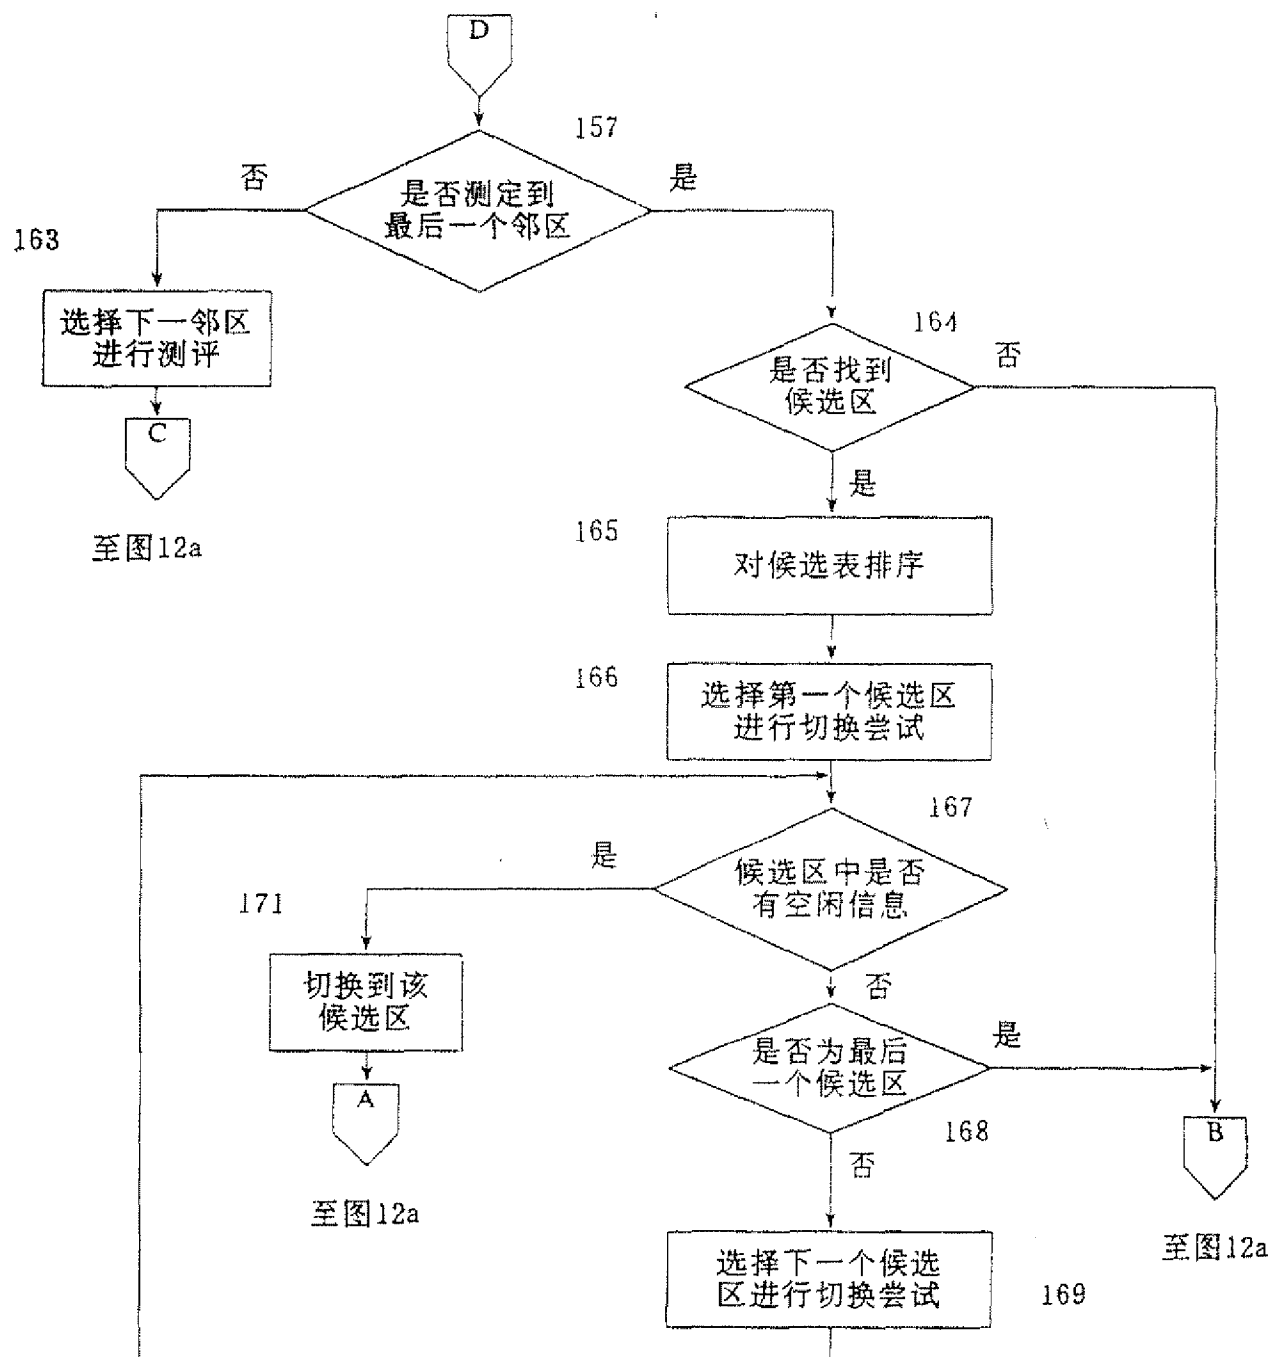 D
157
否
是
是否测定到
最后一个邻区
163
选择下一邻区
进行测评
C
至图12a
164
是否找到
候选区
否
是
165
对候选表排序
166
选择第一个候选区
进行切换尝试
167
候选区中是否
有空闲信息
是
171
切换到该
候选区
A
至图12a
否
是否为最后
一个候选区
是
168
B
至图12a
否
选择下一个候选
区进行切换尝试
169